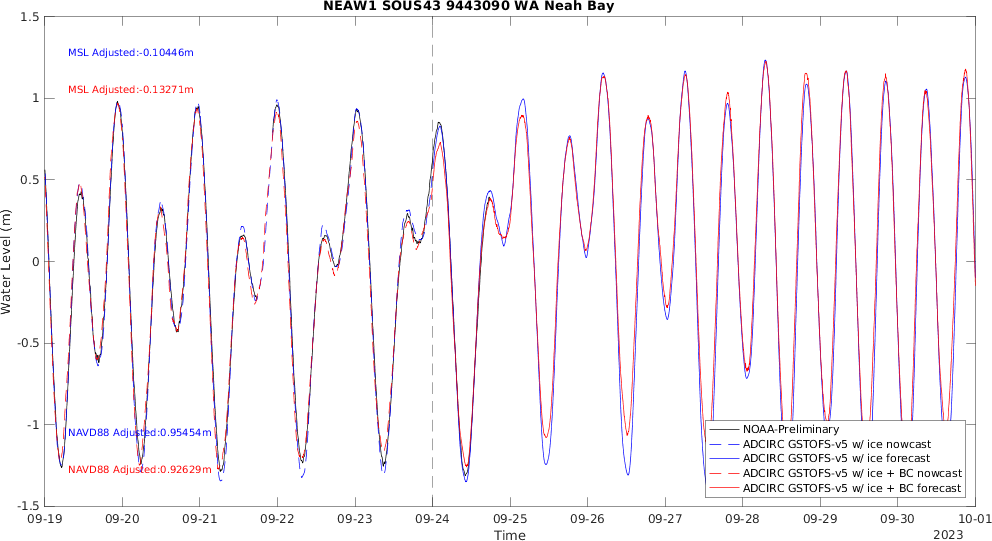 NEAW1 SOUS43 9443090 WA Neah Bay
1.5
1
0.5
0
-0.5
-1
-1.5
Water Level (m)
MSL Adjusted:-0.10446m
MSL Adjusted:-0.13271m
NAVD88 Adjusted:0.95454m
NAVD88 Adjusted:0.92629m
NOAA-Preliminary
ADCIRC GSTOFS-v5 w/ ice nowcast
ADCIRC GSTOFS-v5 w/ ice forecast
ADCIRC GSTOFS-v5 w/ ice + BC nowcast
ADCIRC GSTOFS-v5 w/ ice + BC forecast
09-19 09-20 09-21 09-22 09-23 09-24 09-25 09-26 09-27 09-28 09-29 09-30 10-01
Time
2023